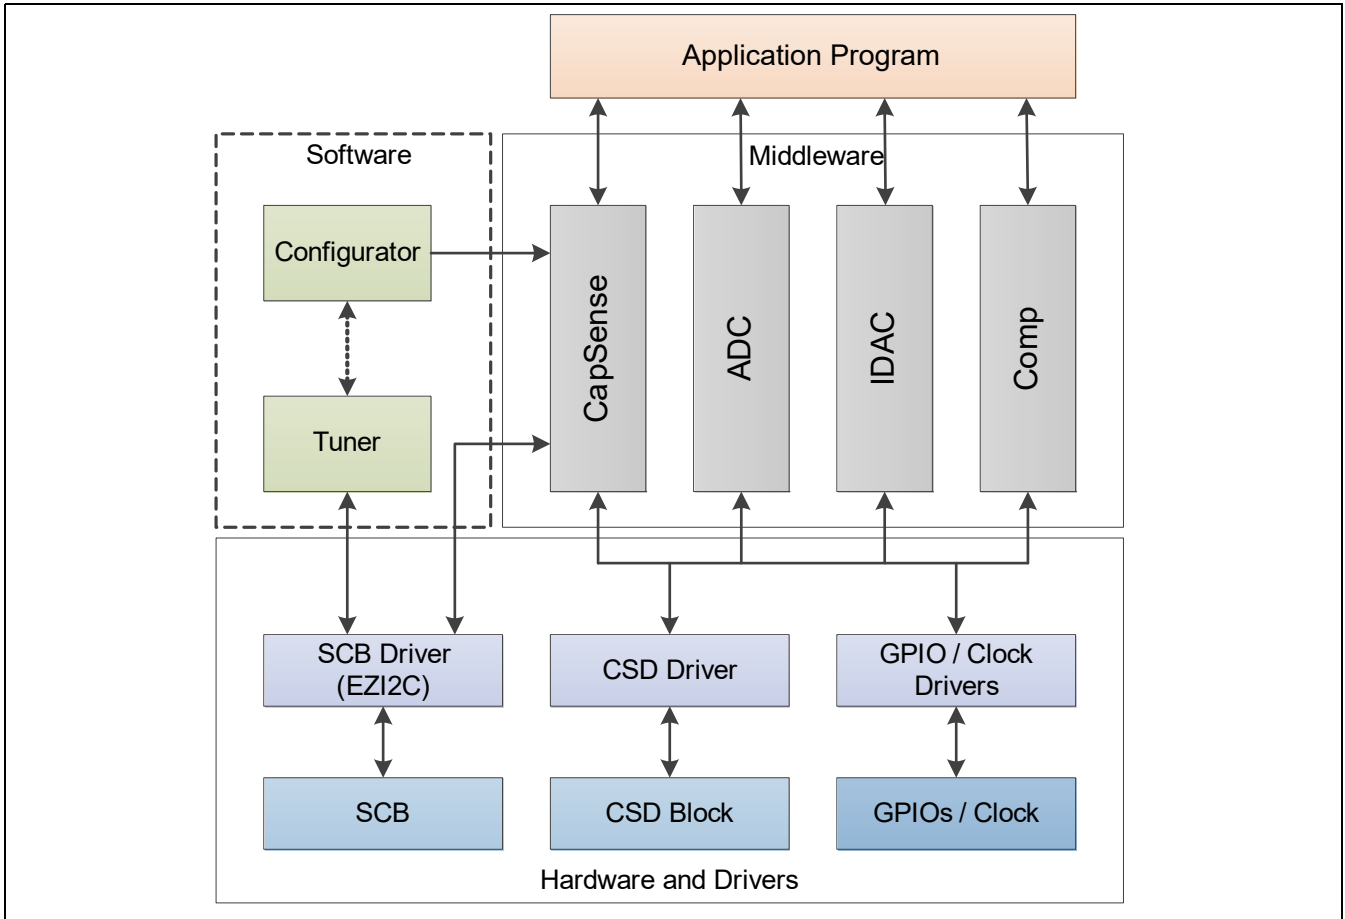 Application Program
Software
Middleware
Configurator
Tuner
CapSense
ADC
IDAC
Comp
SCB Driver
(EZI2C)
CSD Driver
GPIO / Clock
Drivers
SCB
CSD Block
GPIOs / Clock
Hardware and Drivers